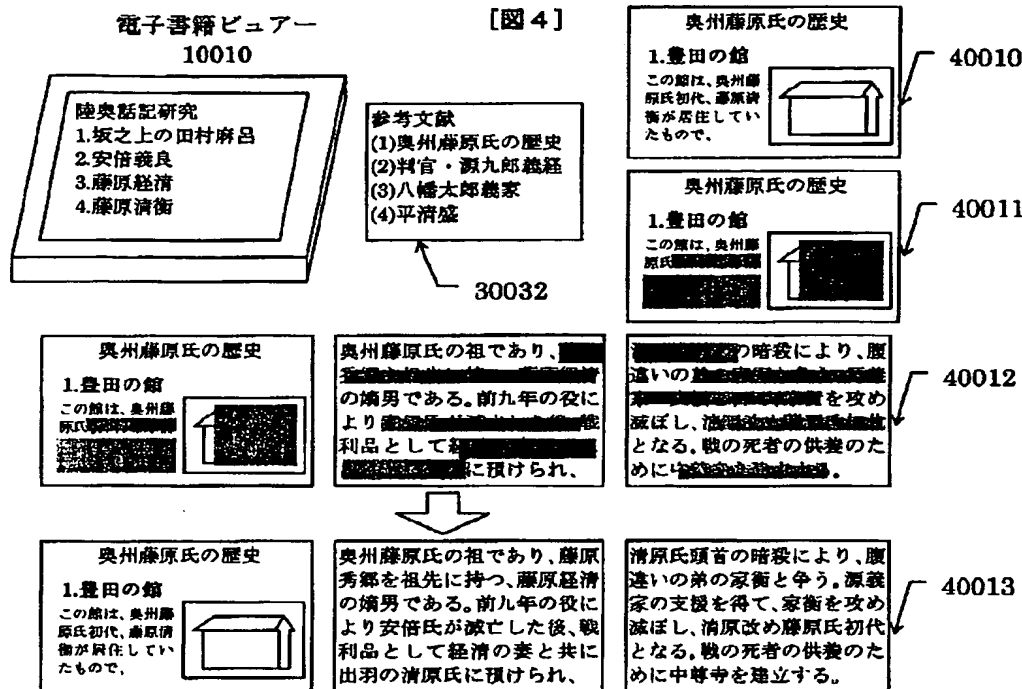 [図4]
電子書籍ビュアー
10010
陸奥話記研究
1.坂之上の田村麻呂
2.安倍義良
3.藤原経済
4.藤原清衡
参考文献
(1)奥州藤原氏の歴史
(2)判官・源九郎義経
(3)八幡太郎義家
(4)平清盛
30032
奥州藤原氏の歴史
1.豊田の館
この館は、奥州藤
原氏初代、藤原清
衡が居住してい
たもので、
40010
奥州藤原氏の歴史
1.豊田の館
この館は、奥州藤
原氏
40011
奥州藤原氏の歴史
1.豊田の館
この館は、奥州藤
原氏
奥州藤原氏の祖であり、
の嫡男である。前九年の役に
より
利品として経
に預けられ、
の暗殺により、腹
違いの
を攻め
滅ぼし、
となる。戦の死者の供養のた
めに
40012
奥州藤原氏の歴史
1.豊田の館
この館は、奥州藤
原氏初代、藤原清
衡が居住してい
たもので、
奥州藤原氏の祖であり、藤原
秀郷を祖先に持つ、藤原経済
の嫡男である。前九年の役に
より安倍氏が滅亡した後、戦
利品として経済の妻と共に
出羽の清原氏に預けられ、
清原氏頭首の暗殺により、腹
違いの弟の家衡と争う。源義
家の支援を得て、家衡を攻め
滅ぼし、清原改め藤原氏初代
となる。戦の死者の供養のた
めに中尊寺を建立する。
40013